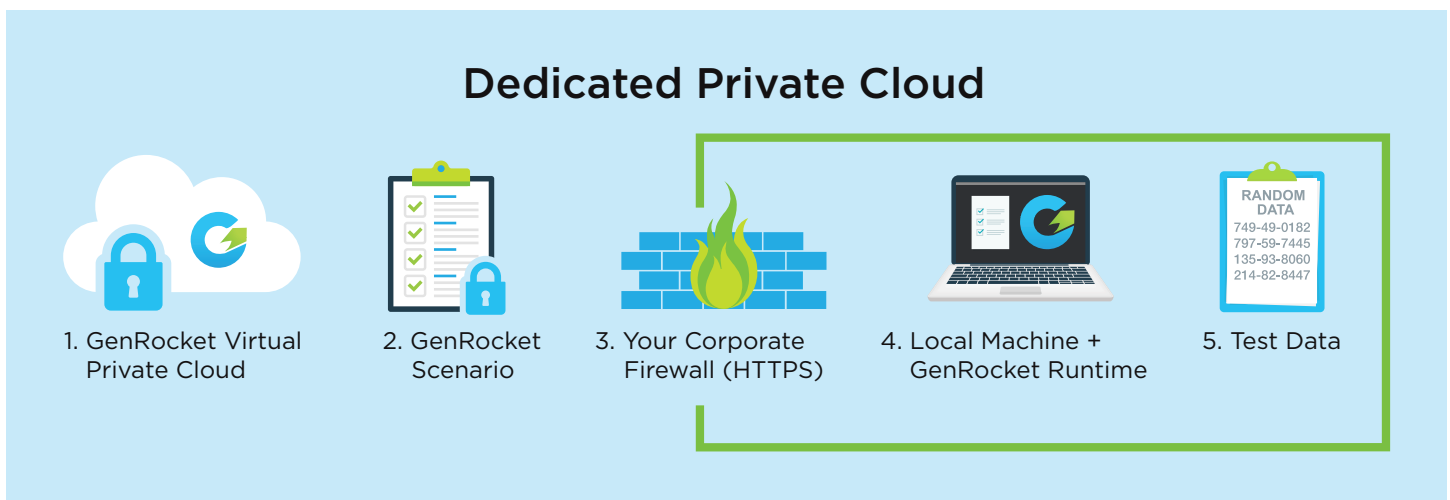 Dedicated Private Cloud
RANDOM
DATA
749-49-0182
797-59-7445
135-93-8060
214-82-8447
1. GenRocket Virtual
Private Cloud
2. GenRocket
Scenario
3. Your Corporate
Firewall (HTTPS)
4. Local Machine +
GenRocket Runtime
5. Test Data